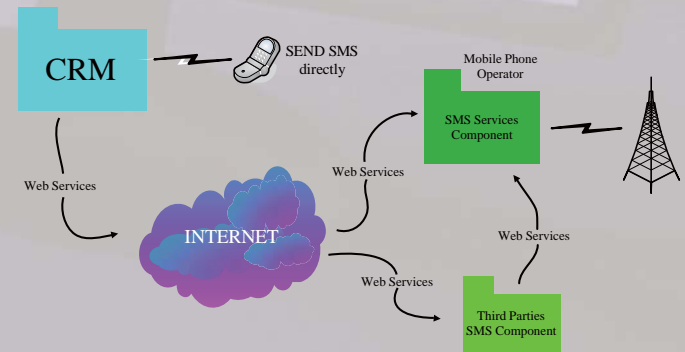 CRM
SEND SMS
directly
Mobile Phone
Operator
SMS Services
Component
Web Services
Web Services
INTERNET
Web Services
Web Services
Third Parties
SMS Component